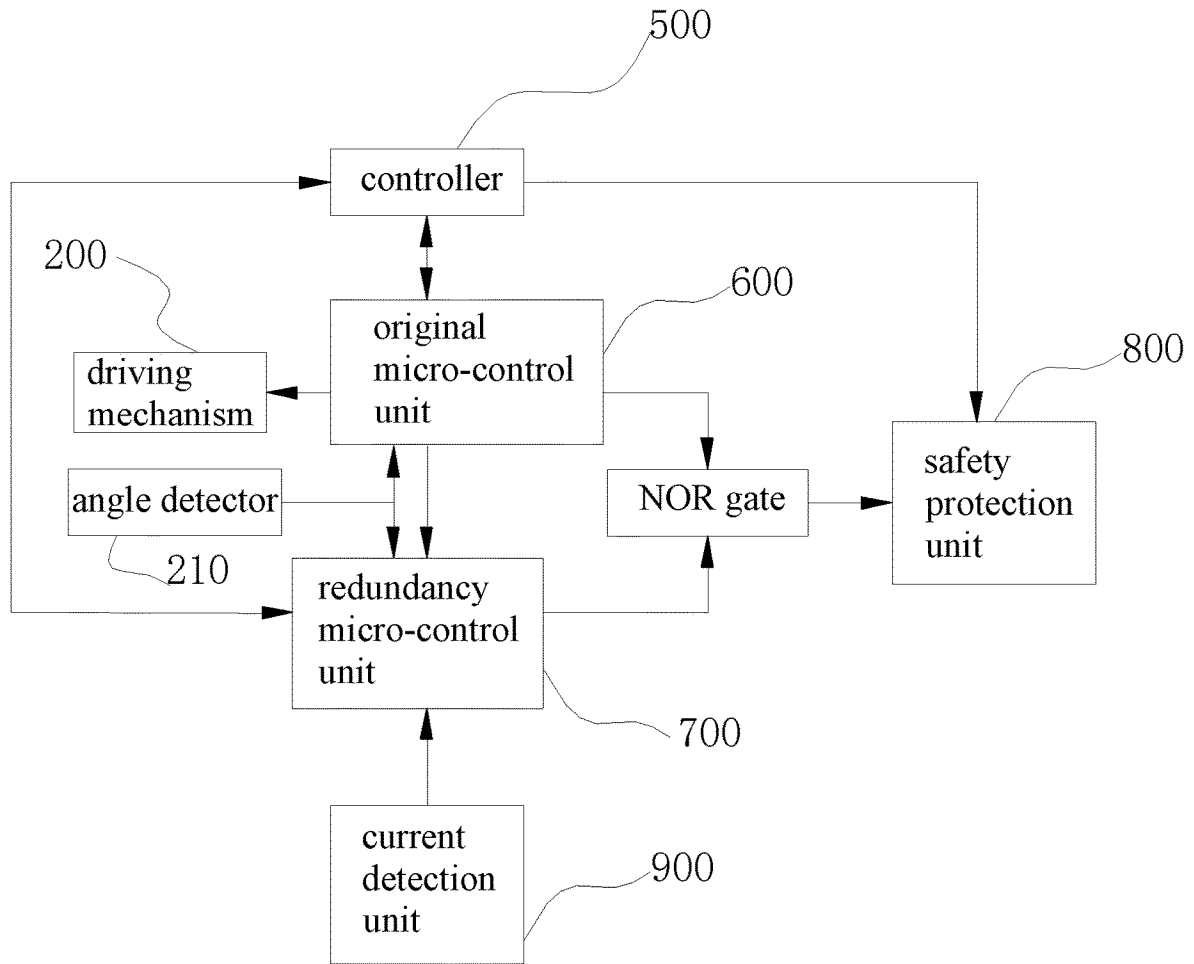 500
controller
200
600
original
micro-control
unit
800
driving
mechanism
safety
protection
unit
angle detector
NOR gate
210
redundancy
micro-control
unit
700
current
detection
unit
900